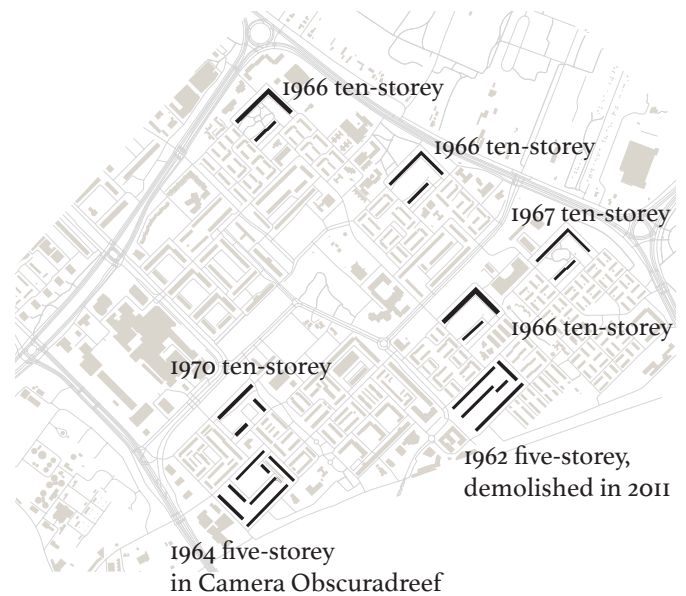 1966 ten-storey
1966 ten-storey
1967 ten-storey
1966 ten-storey
1970 ten-storey
1962 five-storey,
demolished in 2011
1964 five-storey
in Camera Obscuradreef